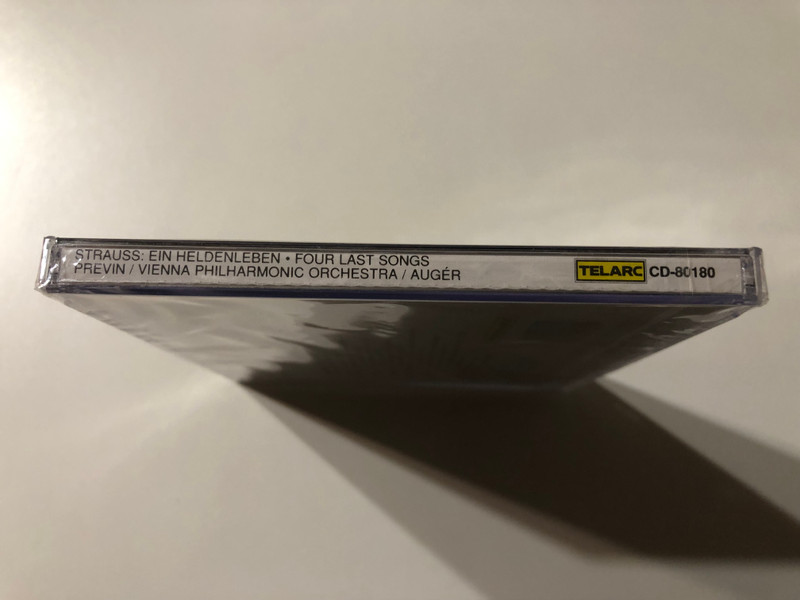 STRAUSS: EIN HELDENLEBEN • FOUR LAST SONGS
PREVIN / VIENNA PHILHARMONIC ORCHESTRA / AUGÉR
TELARC CD-80180